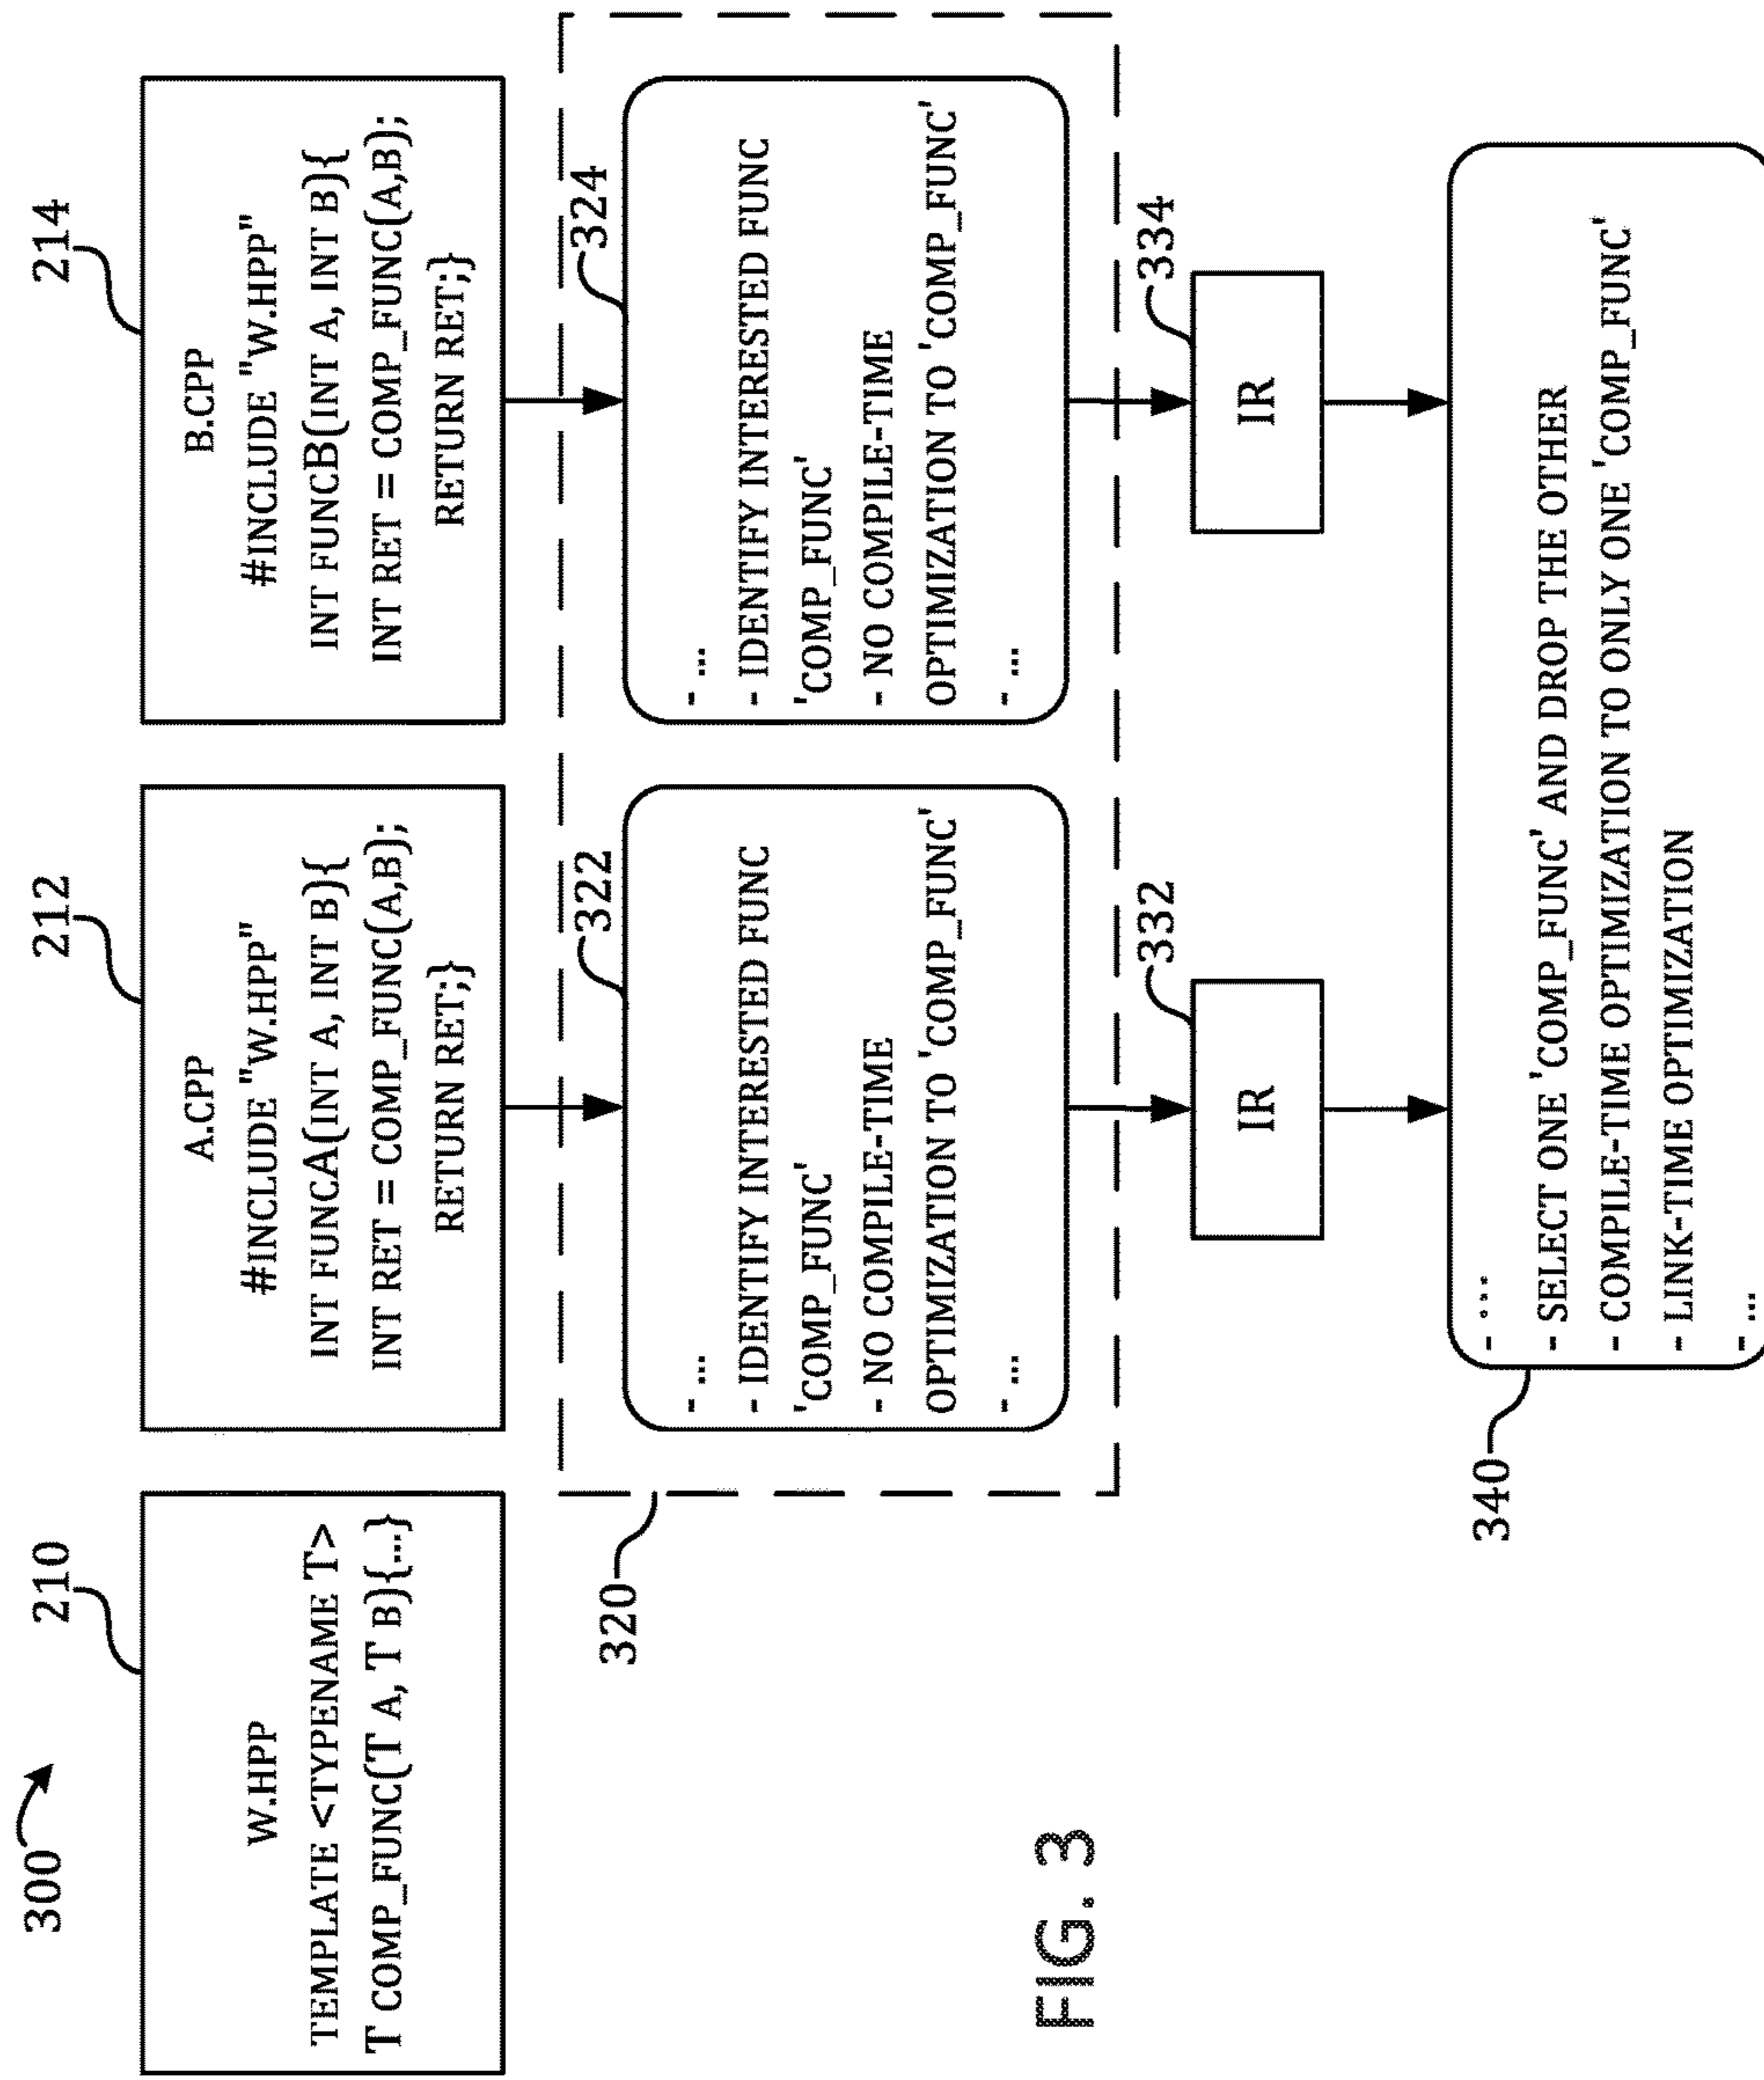 300
210
W.HPP
TEMPLATE <TYPENAME T>
T COMP_FUNC(T A, T B){...}
212
A.CPP
#INCLUDE "W.HPP"
INT FUNCA(INT A, INT B){
INT RET = COMP_FUNC(A,B);
RETURN RET;}
214
B.CPP
#INCLUDE "W.HPP"
INT FUNCB(INT A, INT B){
INT RET = COMP_FUNC(A,B);
RETURN RET;}
320
322
- ...
- IDENTIFY INTERESTED FUNC
'COMP_FUNC'
- NO COMPILE-TIME
OPTIMIZATION TO 'COMP_FUNC'
- ...
324
- ...
- IDENTIFY INTERESTED FUNC
'COMP_FUNC'
- NO COMPILE-TIME
OPTIMIZATION TO 'COMP_FUNC'
- ...
332
IR
334
IR
340
- ...
- SELECT ONE 'COMP_FUNC' AND DROP THE OTHER
- COMPILE-TIME OPTIMIZATION TO ONLY ONE 'COMP_FUNC'
- LINK-TIME OPTIMIZATION
- ...
FIG. 3